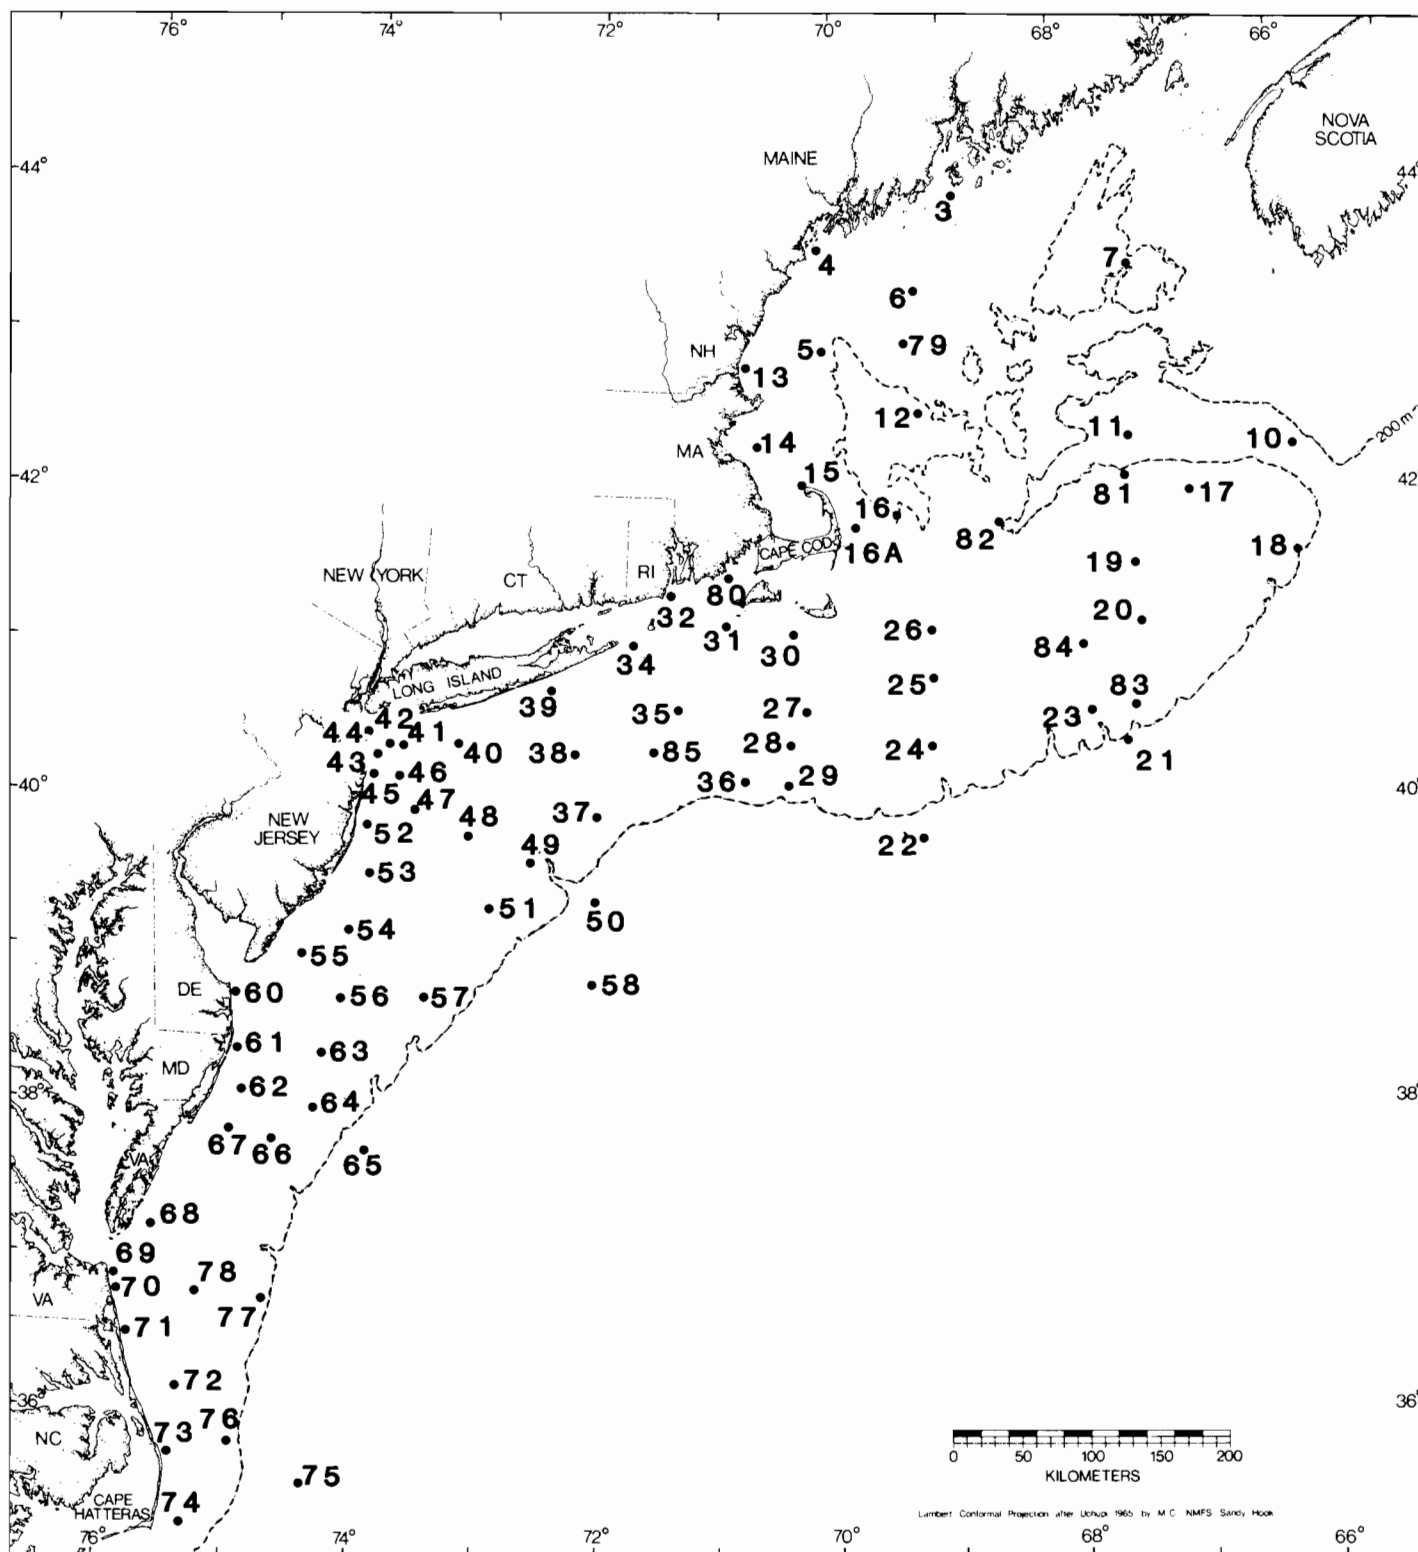 76° 72° 70° 68° 66°
NOVA
SCOTIA
MAINE
44° 44°
3
4
7
6
NH
5 79
13
12 11 10 200 m
MA 14
42° 42
15 81 17
16 82
CAPE COD 16A 18
NEW YORK CT RI 19
80
32 20
31 30 26 84
34
LONG ISLAND 25 83
39 35 27 23
42 41
44 40 38 85 28 24 21
43
46 36 29
40° 40
45 47
NEW
JERSEY 48 37
52 22
49
53
51 50
54
55
DE 60 56 57 58
61 63
MD
38° 62 64 38
67 66 65
VA
68
69
70 78
VA 77
71
72
36° 36°
76
73
NC
75
0 50 100 150 200
KILOMETERS
CAPE
HATTERAS 74
Lambert Conformal Projection after Uchupi 1965 by M.C. NMFS Sandy Hook
76° 74° 72° 70° 68° 66°